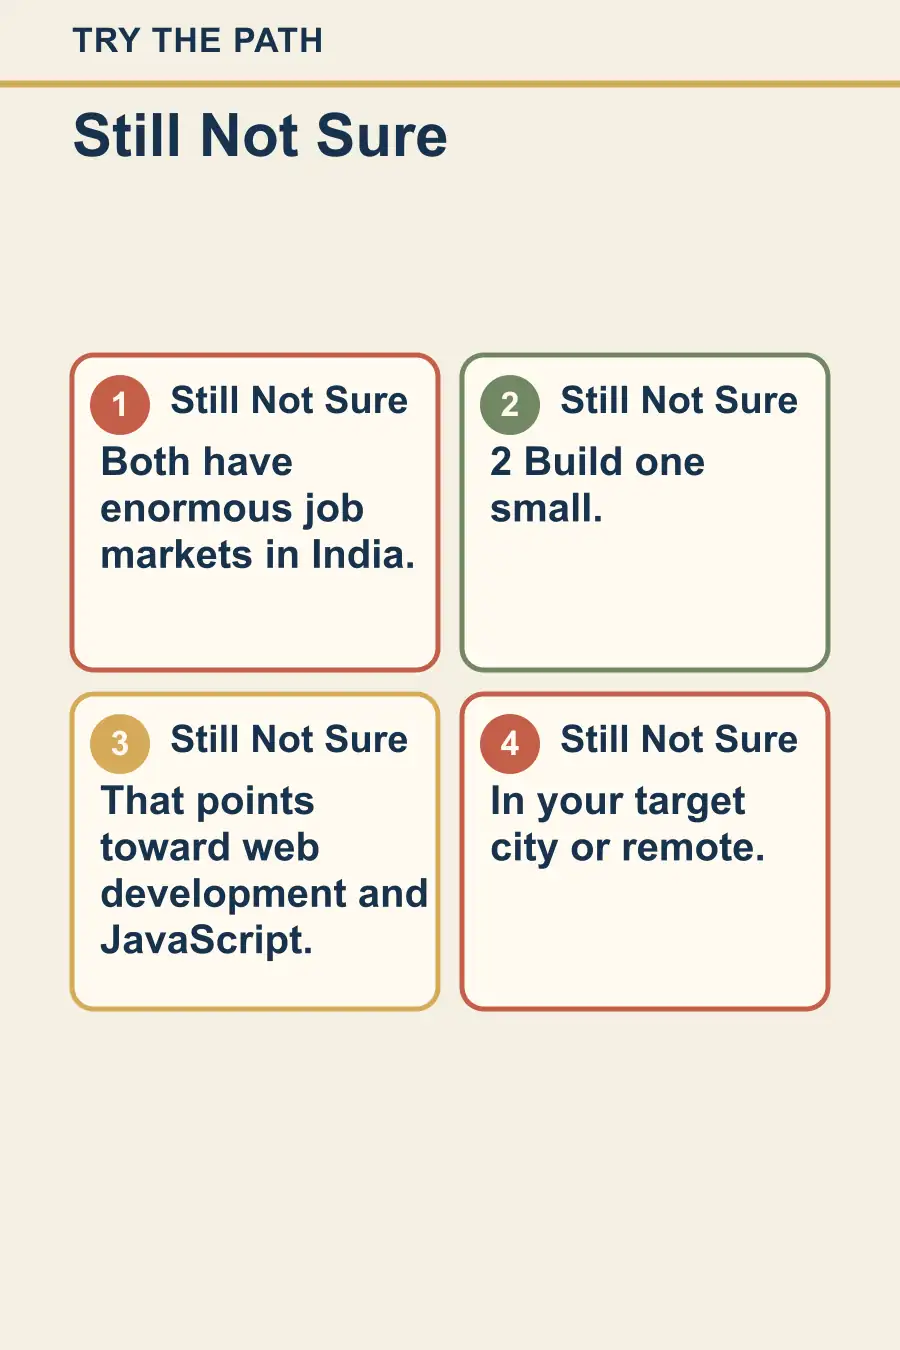 TRY THE PATH
Still Not Sure
1 Still Not Sure
Both have
enormous job
markets in India.
2 Still Not Sure
2 Build one
small.
3 Still Not Sure
That points
toward web
development and
JavaScript.
4 Still Not Sure
In your target
city or remote.